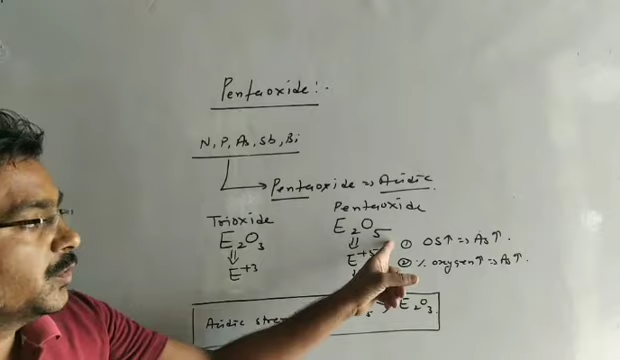 Pentaoxide:-
N, P, As, Sb, Bi
Pentaoxide => Acidic.
Trioxide
E2O3
⇓
E+3
Pentaoxide
E2O5
⇓
E+5
① OS↑ => AS↑.
② % oxygen↑ => AS↑.
Acidic > E2O3.